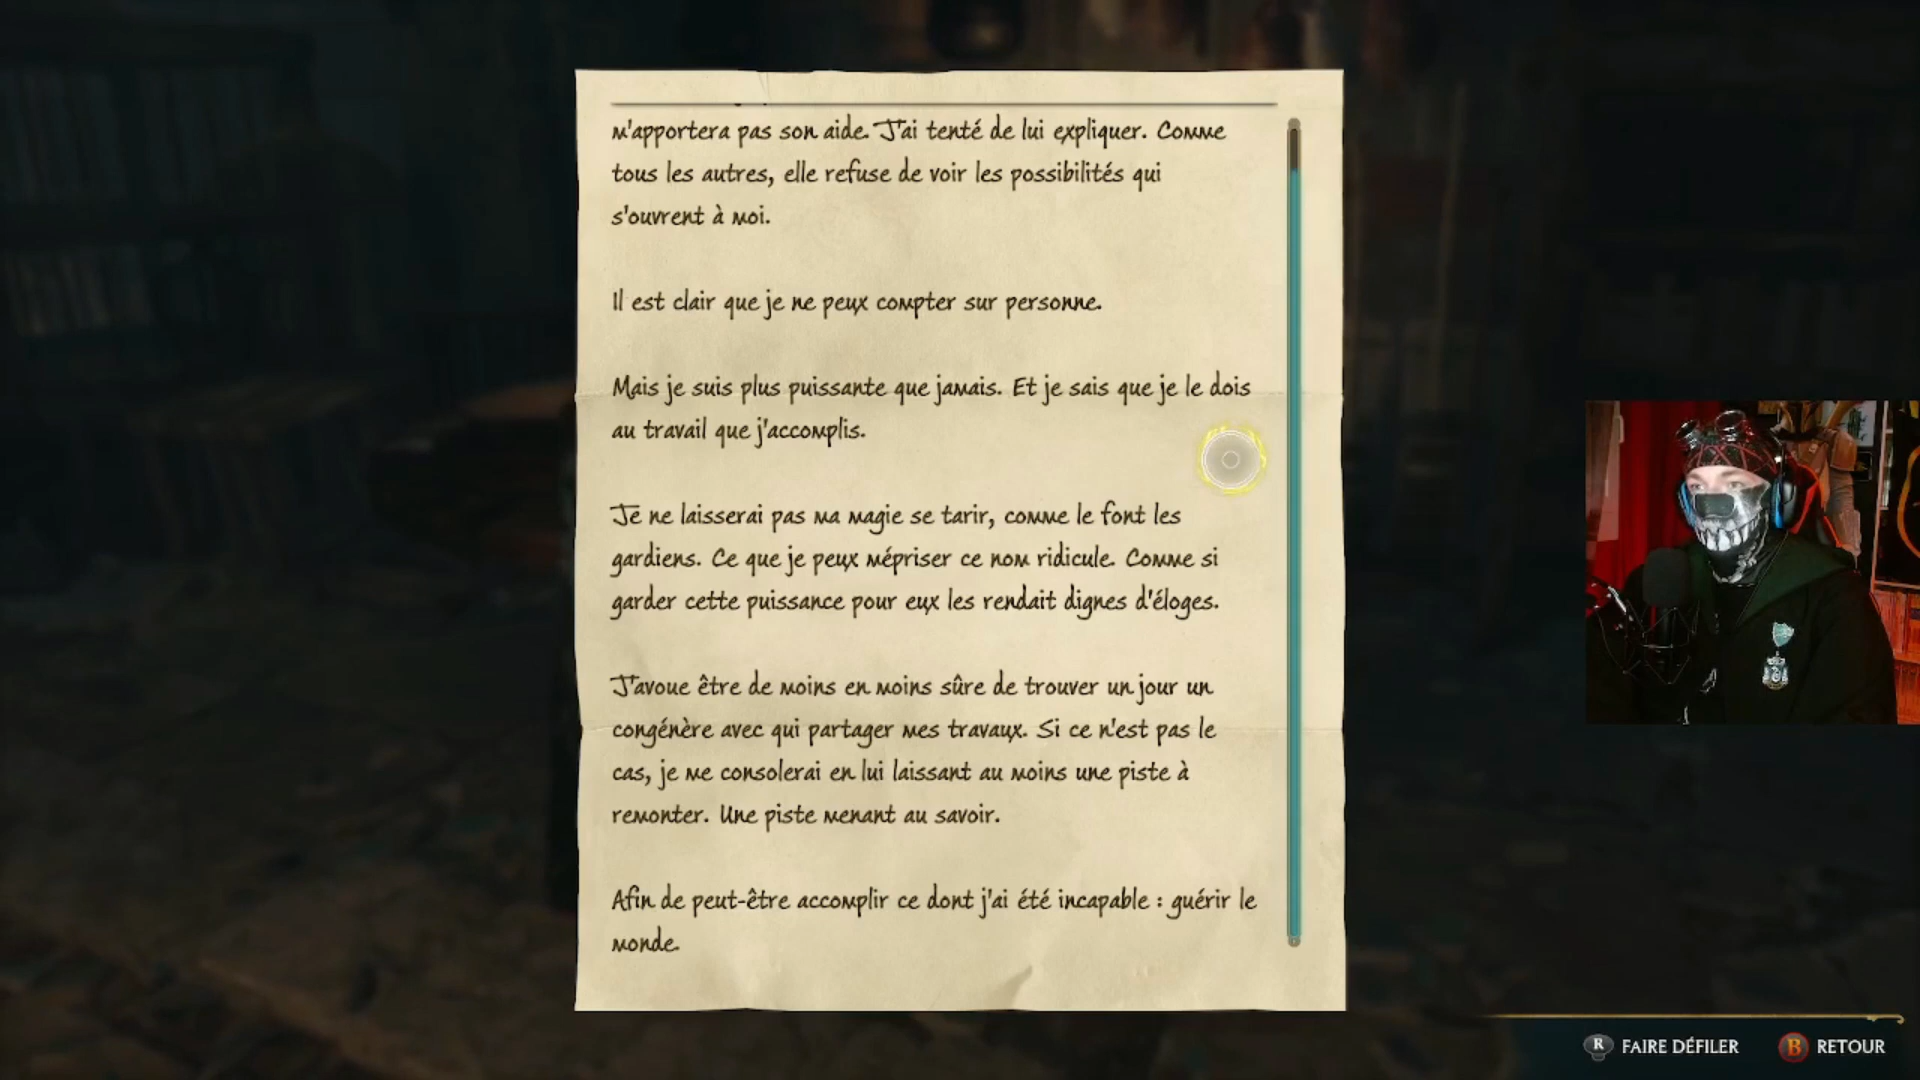 m'apportera pas son aide. J'ai tenté de lui expliquer. Comme
tous les autres, elle refuse de voir les possibilités qui
s'ouvrent à moi.
Il est clair que je ne peux compter sur personne.
Mais je suis plus puissante que jamais. Et je sais que je le dois
au travail que j'accomplis.
Je ne laisserai pas ma magie se tarir, comme le font les
gardiens. Ce que je peux mépriser ce nom ridicule. Comme si
garder cette puissance pour eux les rendait dignes d'éloges.
J'avoue être de moins en moins sûre de trouver un jour un
congénère avec qui partager mes travaux. Si ce n'est pas le
cas, je me consolerai en lui laissant au moins une piste à
remonter. Une piste menant au savoir.
Afin de peut-être accomplir ce dont j'ai été incapable : guérir le
monde.
R FAIRE DÉFILER B RETOUR